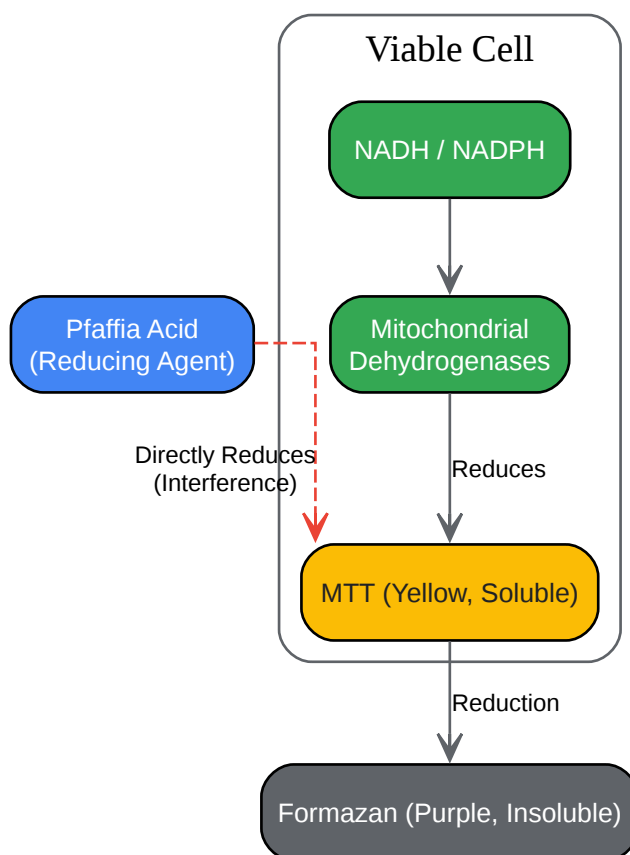 Viable Cell
NADH / NADPH
Pfaffia Acid
(Reducing Agent)
Mitochondrial
Dehydrogenases
Directly Reduces
(Interference)
Reduces
MTT (Yellow, Soluble)
Reduction
Formazan (Purple, Insoluble)